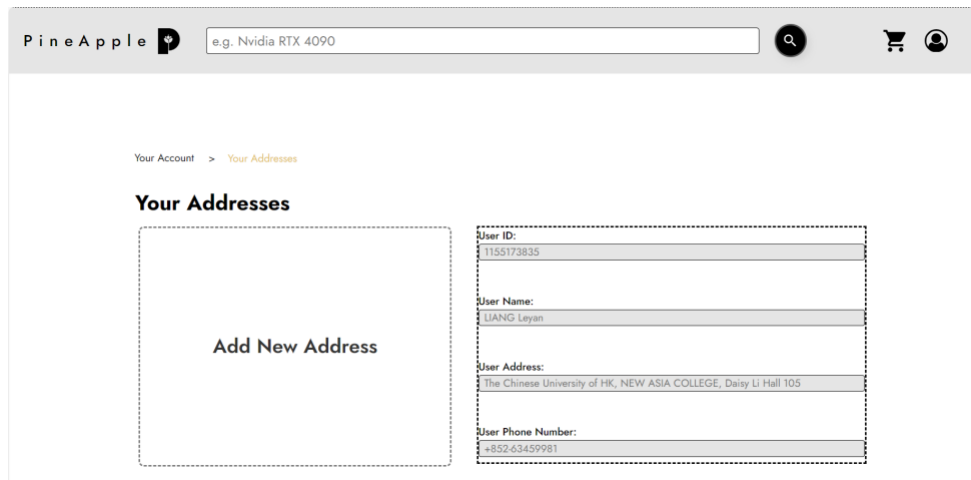 PineApple
e.g. Nvidia RTX 4090
Your Account > Your Addresses
Your Addresses
Add New Address
User ID:
1155173835
User Name:
LIANG Leyan
User Address:
The Chinese University of HK, NEW ASIA COLLEGE, Daisy Li Hall 105
User Phone Number:
+852-63459981